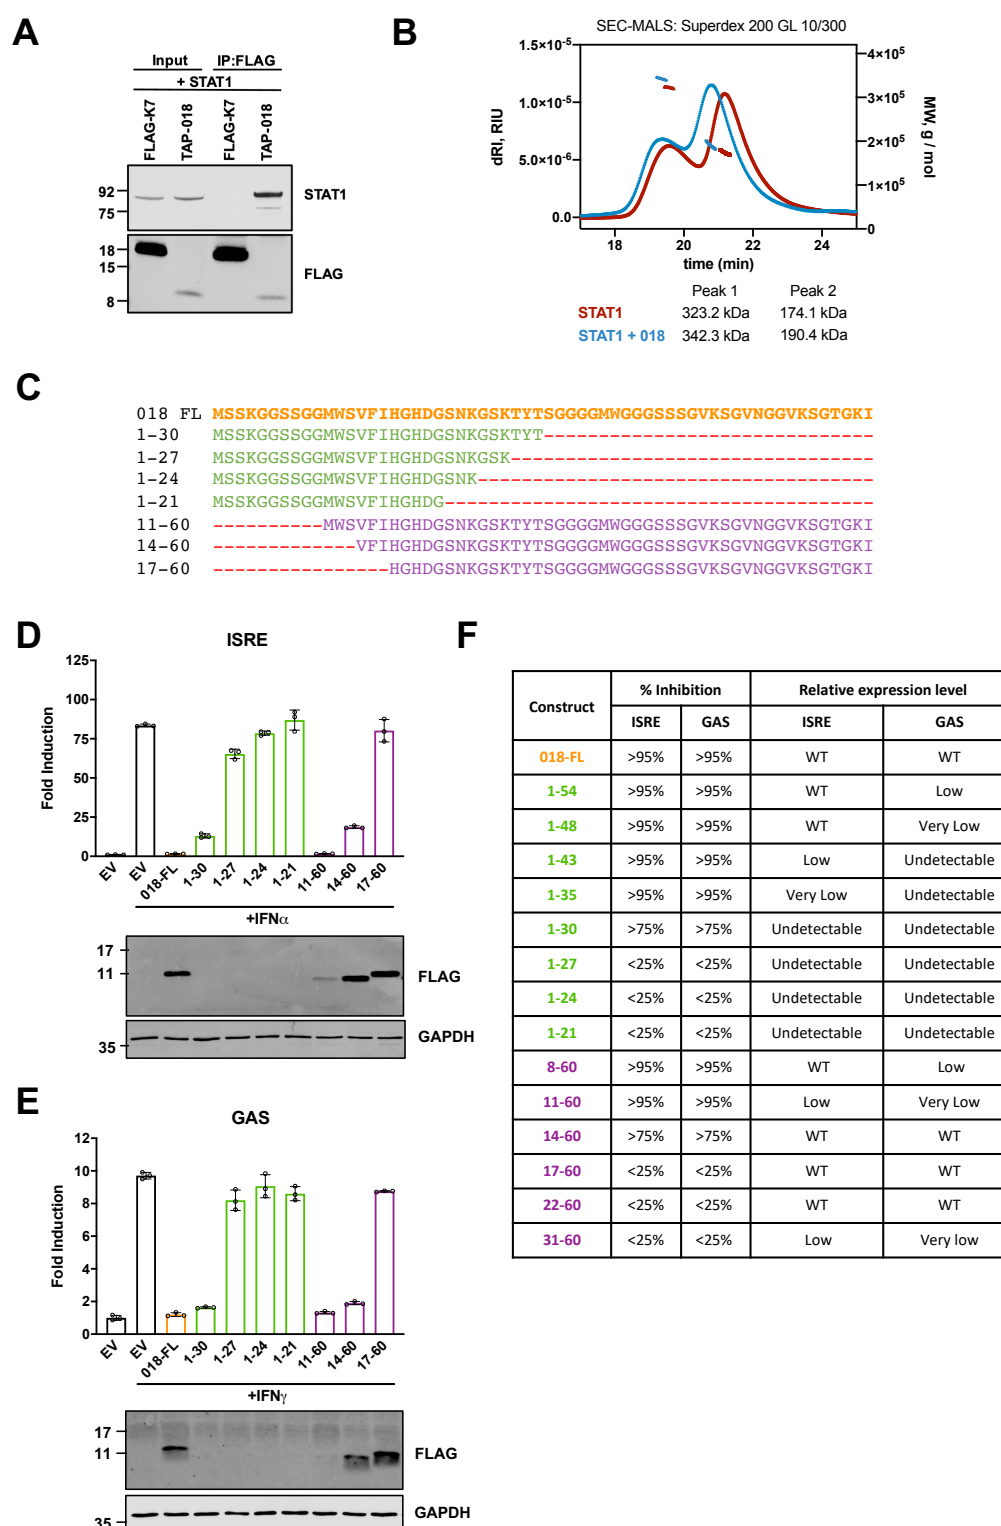 A
Input IP:FLAG
+ STAT1
FLAG-K7 TAP-018 FLAG-K7 TAP-018
92
75
STAT1
18
15
8
FLAG
B
SEC-MALS: Superdex 200 GL 10/300
1.5×10⁻⁵
1.0×10⁻⁵
5.0×10⁻⁶
0.0
dRI, RIU
4×10⁵
3×10⁵
2×10⁵
1×10⁵
0
MW, g / mol
18 20 22 24
time (min)
Peak 1 Peak 2
STAT1 323.2 kDa 174.1 kDa
STAT1 + 018 342.3 kDa 190.4 kDa
C
018 FL MSSKGGSSGGMWSVFIHGHDGSNKGSKTYTSGGGGMWGGGSSSGVKSGVNGGVKSGTGKI
1-30 MSSKGGSSGGMWSVFIHGHDGSNKGSKTYT------------------------------
1-27 MSSKGGSSGGMWSVFIHGHDGSNKGSK---------------------------------
1-24 MSSKGGSSGGMWSVFIHGHDGSNK------------------------------------
1-21 MSSKGGSSGGMWSVFIHGHDG---------------------------------------
11-60 ----------MWSVFIHGHDGSNKGSKTYTSGGGGMWGGGSSSGVKSGVNGGVKSGTGKI
14-60 -------------VFIHGHDGSNKGSKTYTSGGGGMWGGGSSSGVKSGVNGGVKSGTGKI
17-60 ----------------HGHDGSNKGSKTYTSGGGGMWGGGSSSGVKSGVNGGVKSGTGKI
D
ISRE
125
100
75
50
25
0
Fold Induction
EV EV 018-FL 1-30 1-27 1-24 1-21 11-60 14-60 17-60
+IFNα
17
11
FLAG
35
GAPDH
E
GAS
12
10
8
6
4
2
0
Fold Induction
EV EV 018-FL 1-30 1-27 1-24 1-21 11-60 14-60 17-60
+IFNγ
17
11
FLAG
35
GAPDH
F
Construct % Inhibition Relative expression level
ISRE GAS ISRE GAS
018-FL >95% >95% WT WT
1-54 >95% >95% WT Low
1-48 >95% >95% WT Very Low
1-43 >95% >95% Low Undetectable
1-35 >95% >95% Very Low Undetectable
1-30 >75% >75% Undetectable Undetectable
1-27 <25% <25% Undetectable Undetectable
1-24 <25% <25% Undetectable Undetectable
1-21 <25% <25% Undetectable Undetectable
8-60 >95% >95% WT Low
11-60 >95% >95% Low Very Low
14-60 >75% >75% WT WT
17-60 <25% <25% WT WT
22-60 <25% <25% WT WT
31-60 <25% <25% Low Very low